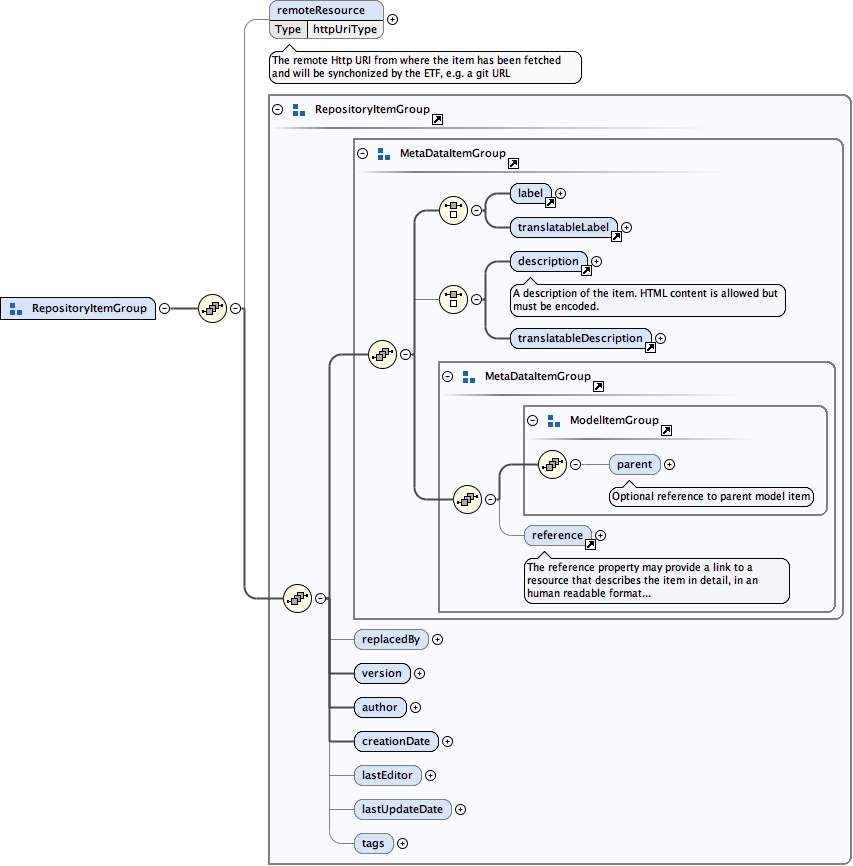 remoteResource
Type httpUriType
The remote Http URI from where the item has been fetched
and will be synchonized by the ETF, e.g. a git URL
RepositoryItemGroup
MetaDataItemGroup
label
translatableLabel
description
A description of the item. HTML content is allowed but
must be encoded.
RepositoryItemGroup
translatableDescription
MetaDataItemGroup
ModelItemGroup
parent
Optional reference to parent model item
reference
The reference property may provide a link to a
resource that describes the item in detail, in an
human readable format...
replacedBy
version
author
creationDate
lastEditor
lastUpdateDate
tags